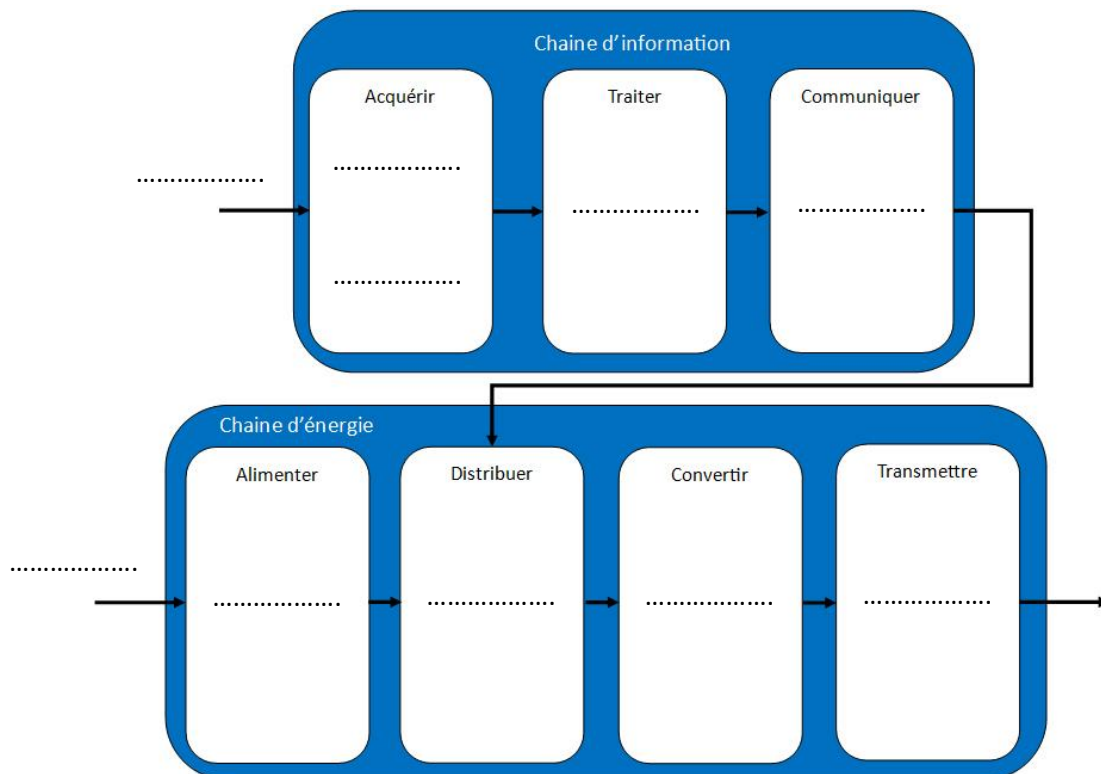 Chaine d'information
Acquérir
Traiter
Communiquer
....................
....................
....................
....................
....................
Chaine d'énergie
Alimenter
Distribuer
Convertir
Transmettre
....................
....................
....................
....................
....................